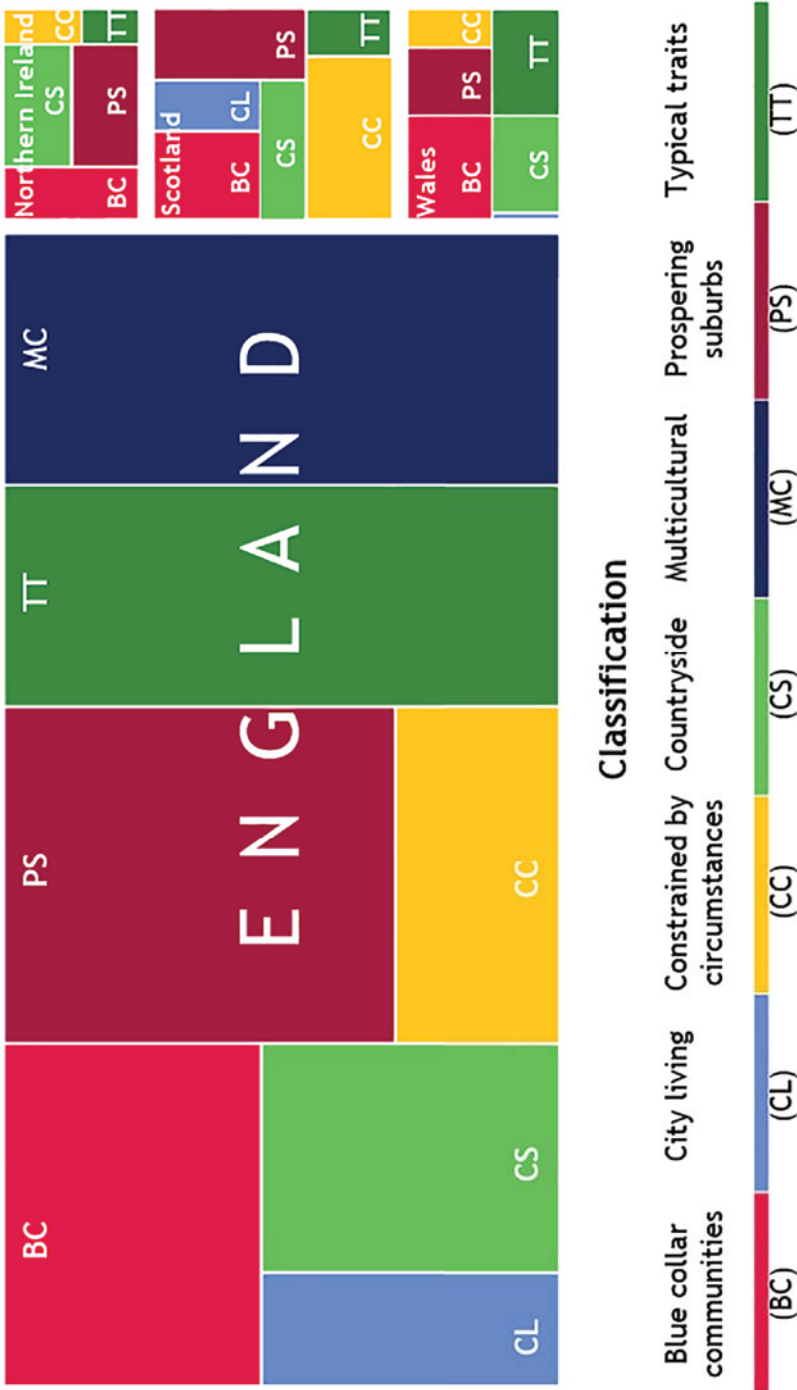 BC PS TT MC
E N G L A N D
CL CS CC
Northern Ireland
CS CC
BC PS TT
Scotland
BC CL PS
CS
CC TT
Wales
BC PS CC
CS TT
Classification
Blue collar communities
City living
Constrained by circumstances
Countryside
Multicultural
Prospering suburbs
Typical traits
(BC) (CL) (CC) (CS) (MC) (PS) (TT)